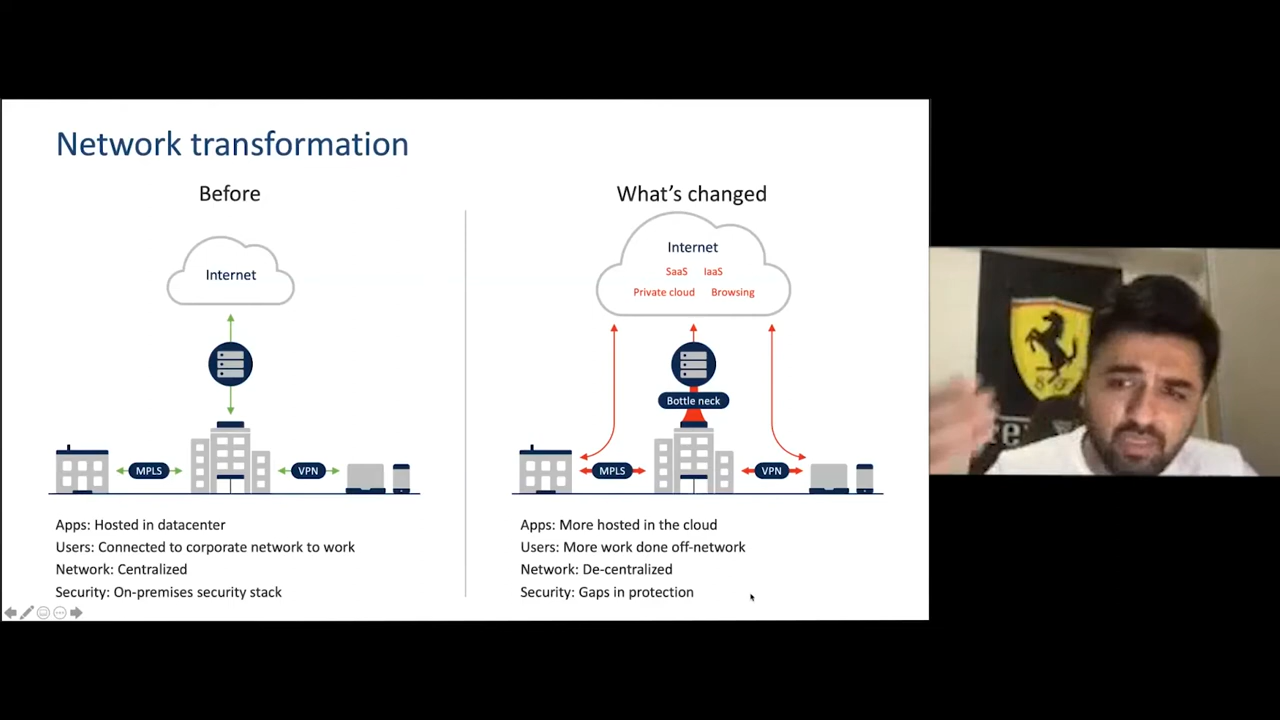 Network transformation
Before
Internet
MPLS
VPN
Apps: Hosted in datacenter
Users: Connected to corporate network to work
Network: Centralized
Security: On-premises security stack
What's changed
Internet
SaaS IaaS
Private cloud Browsing
Bottle neck
MPLS
VPN
Apps: More hosted in the cloud
Users: More work done off-network
Network: De-centralized
Security: Gaps in protection